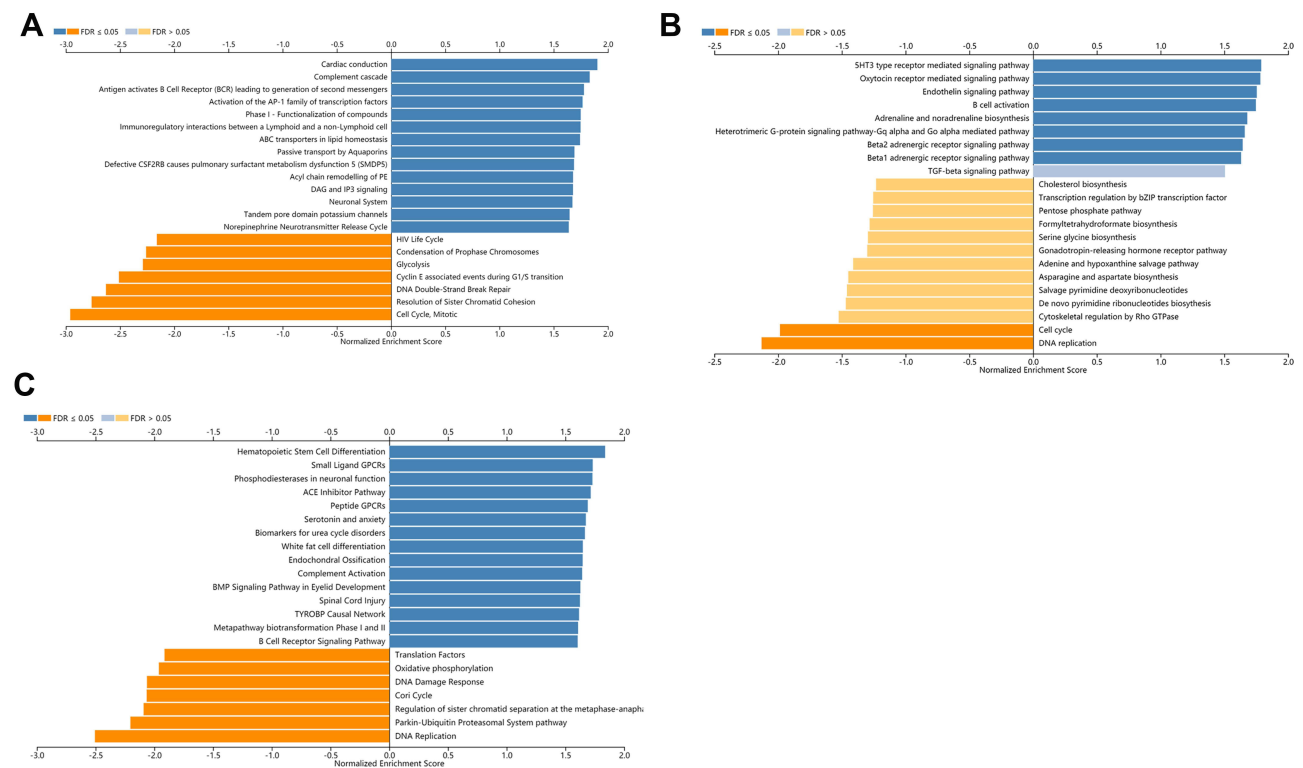 A
FDR ≤ 0.05 FDR > 0.05
-3.0 -2.5 -2.0 -1.5 -1.0 -0.5 0.0 0.5 1.0 1.5 2.0
Cardiac conduction
Complement cascade
Antigen activates B Cell Receptor (BCR) leading to generation of second messengers
Activation of the AP-1 family of transcription factors
Phase I - Functionalization of compounds
Immunoregulatory interactions between a Lymphoid and a non-Lymphoid cell
ABC transporters in lipid homeostasis
Passive transport by Aquaporins
Defective CSF2RB causes pulmonary surfactant metabolism dysfunction 5 (SMDP5)
Acyl chain remodelling of PE
DAG and IP3 signaling
Neuronal System
Tandem pore domain potassium channels
Norepinephrine Neurotransmitter Release Cycle
HIV Life Cycle
Condensation of Prophase Chromosomes
Glycolysis
Cyclin E associated events during G1/S transition
DNA Double-Strand Break Repair
Resolution of Sister Chromatid Cohesion
Cell Cycle, Mitotic
-3.0 -2.5 -2.0 -1.5 -1.0 -0.5 0.0 0.5 1.0 1.5 2.0
Normalized Enrichment Score
B
FDR ≤ 0.05 FDR > 0.05
-2.5 -2.0 -1.5 -1.0 -0.5 0.0 0.5 1.0 1.5 2.0
5HT3 type receptor mediated signaling pathway
Oxytocin receptor mediated signaling pathway
Endothelin signaling pathway
B cell activation
Adrenaline and noradrenaline biosynthesis
Heterotrimeric G-protein signaling pathway-Gq alpha and Go alpha mediated pathway
Beta2 adrenergic receptor signaling pathway
Beta1 adrenergic receptor signaling pathway
TGF-beta signaling pathway
Cholesterol biosynthesis
Transcription regulation by bZIP transcription factor
Pentose phosphate pathway
Formyltetrahydroformate biosynthesis
Serine glycine biosynthesis
Gonadotropin-releasing hormone receptor pathway
Adenine and hypoxanthine salvage pathway
Asparagine and aspartate biosynthesis
Salvage pyrimidine deoxyribonucleotides
De novo pyrimidine ribonucleotides biosythesis
Cytoskeletal regulation by Rho GTPase
Cell cycle
DNA replication
-2.5 -2.0 -1.5 -1.0 -0.5 0.0 0.5 1.0 1.5 2.0
Normalized Enrichment Score
C
FDR ≤ 0.05 FDR > 0.05
-3.0 -2.5 -2.0 -1.5 -1.0 -0.5 0.0 0.5 1.0 1.5 2.0
Hematopoietic Stem Cell Differentiation
Small Ligand GPCRs
Phosphodiesterases in neuronal function
ACE Inhibitor Pathway
Peptide GPCRs
Serotonin and anxiety
Biomarkers for urea cycle disorders
White fat cell differentiation
Endochondral Ossification
Complement Activation
BMP Signaling Pathway in Eyelid Development
Spinal Cord Injury
TYROBP Causal Network
Metapathway biotransformation Phase I and II
B Cell Receptor Signaling Pathway
Translation Factors
Oxidative phosphorylation
DNA Damage Response
Cori Cycle
Regulation of sister chromatid separation at the metaphase-anapha
Parkin-Ubiquitin Proteasomal System pathway
DNA Replication
-3.0 -2.5 -2.0 -1.5 -1.0 -0.5 0.0 0.5 1.0 1.5 2.0
Normalized Enrichment Score